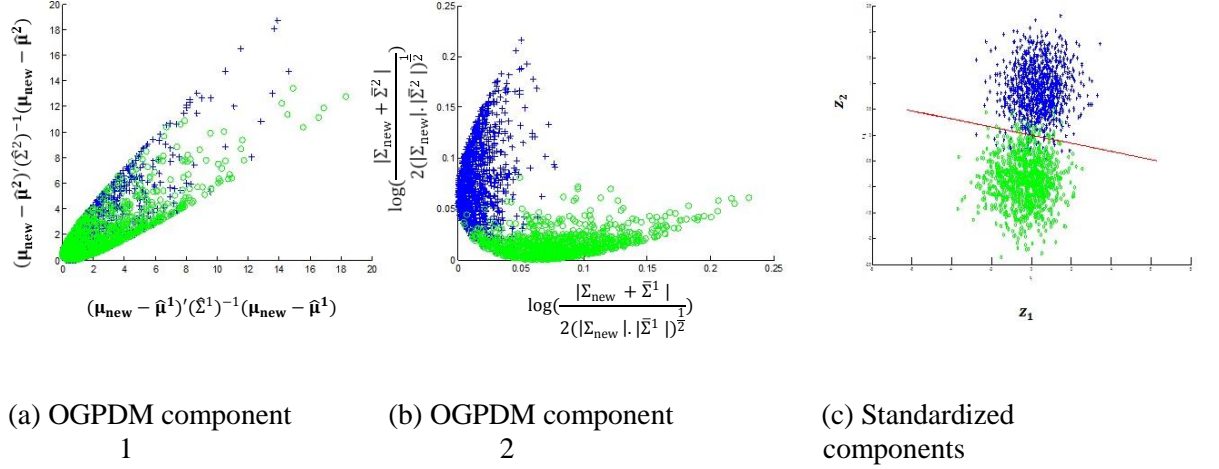 20
18
16
14
12
10
8
6
4
2
0
0 2 4 6 8 10 12 14 16 18 20
(μnew − μ̂²)′(Σ̂²)⁻¹(μnew − μ̂²)
(μnew − μ̂¹)′(Σ̂¹)⁻¹(μnew − μ̂¹)
0.25
0.2
0.15
0.1
0.05
0
0 0.05 0.1 0.15 0.2 0.25
log(|Σnew + Σ̄²| / 2(|Σnew|.|Σ̄²|)^½)
log(|Σnew + Σ̄¹| / 2(|Σnew|.|Σ̄¹|)^½)
z₂
z₁
(a) OGPDM component
1
(b) OGPDM component
2
(c) Standardized
components